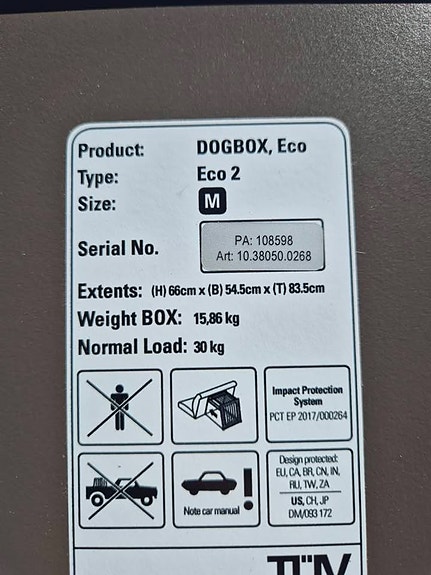 Product: DOGBOX, Eco
Type: Eco 2
Size: M
Serial No.
PA: 108598
Art: 10.38050.0268
Extents: (H) 66cm x (B) 54.5cm x (T) 83.5cm
Weight BOX: 15,86 kg
Normal Load: 30 kg
Impact Protection
System
PCT EP 2017/000264
Note car manual
!
Design protected:
EU, CA, BR, CN, IN,
RU, TW, ZA
US, CH, JP
DM/093 172
TÜV